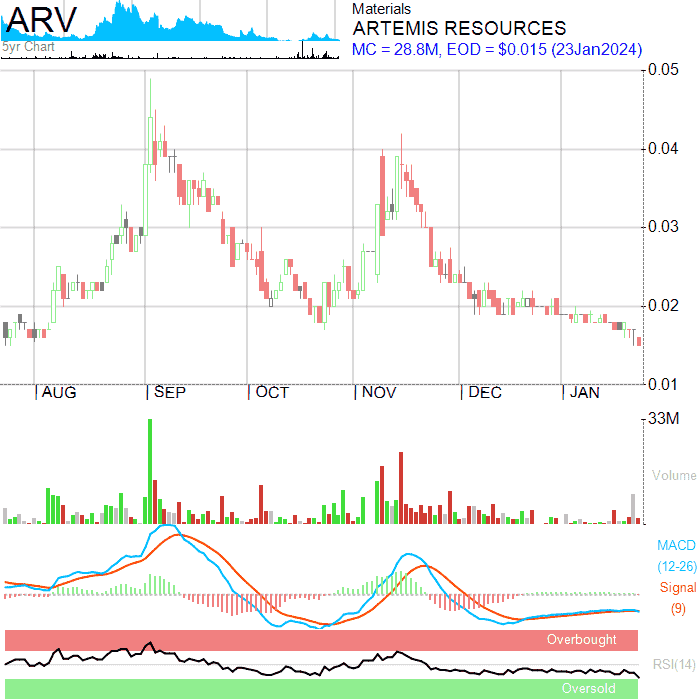 ARV
5yr Chart
Materials
ARTEMIS RESOURCES
MC = 28.8M, EOD = $0.015 (23Jan2024)
0.05
0.04
0.03
0.02
0.01
AUG SEP OCT NOV DEC JAN
33M
Volume
MACD
(12-26)
Signal
(9)
Overbought
RSI(14)
Oversold